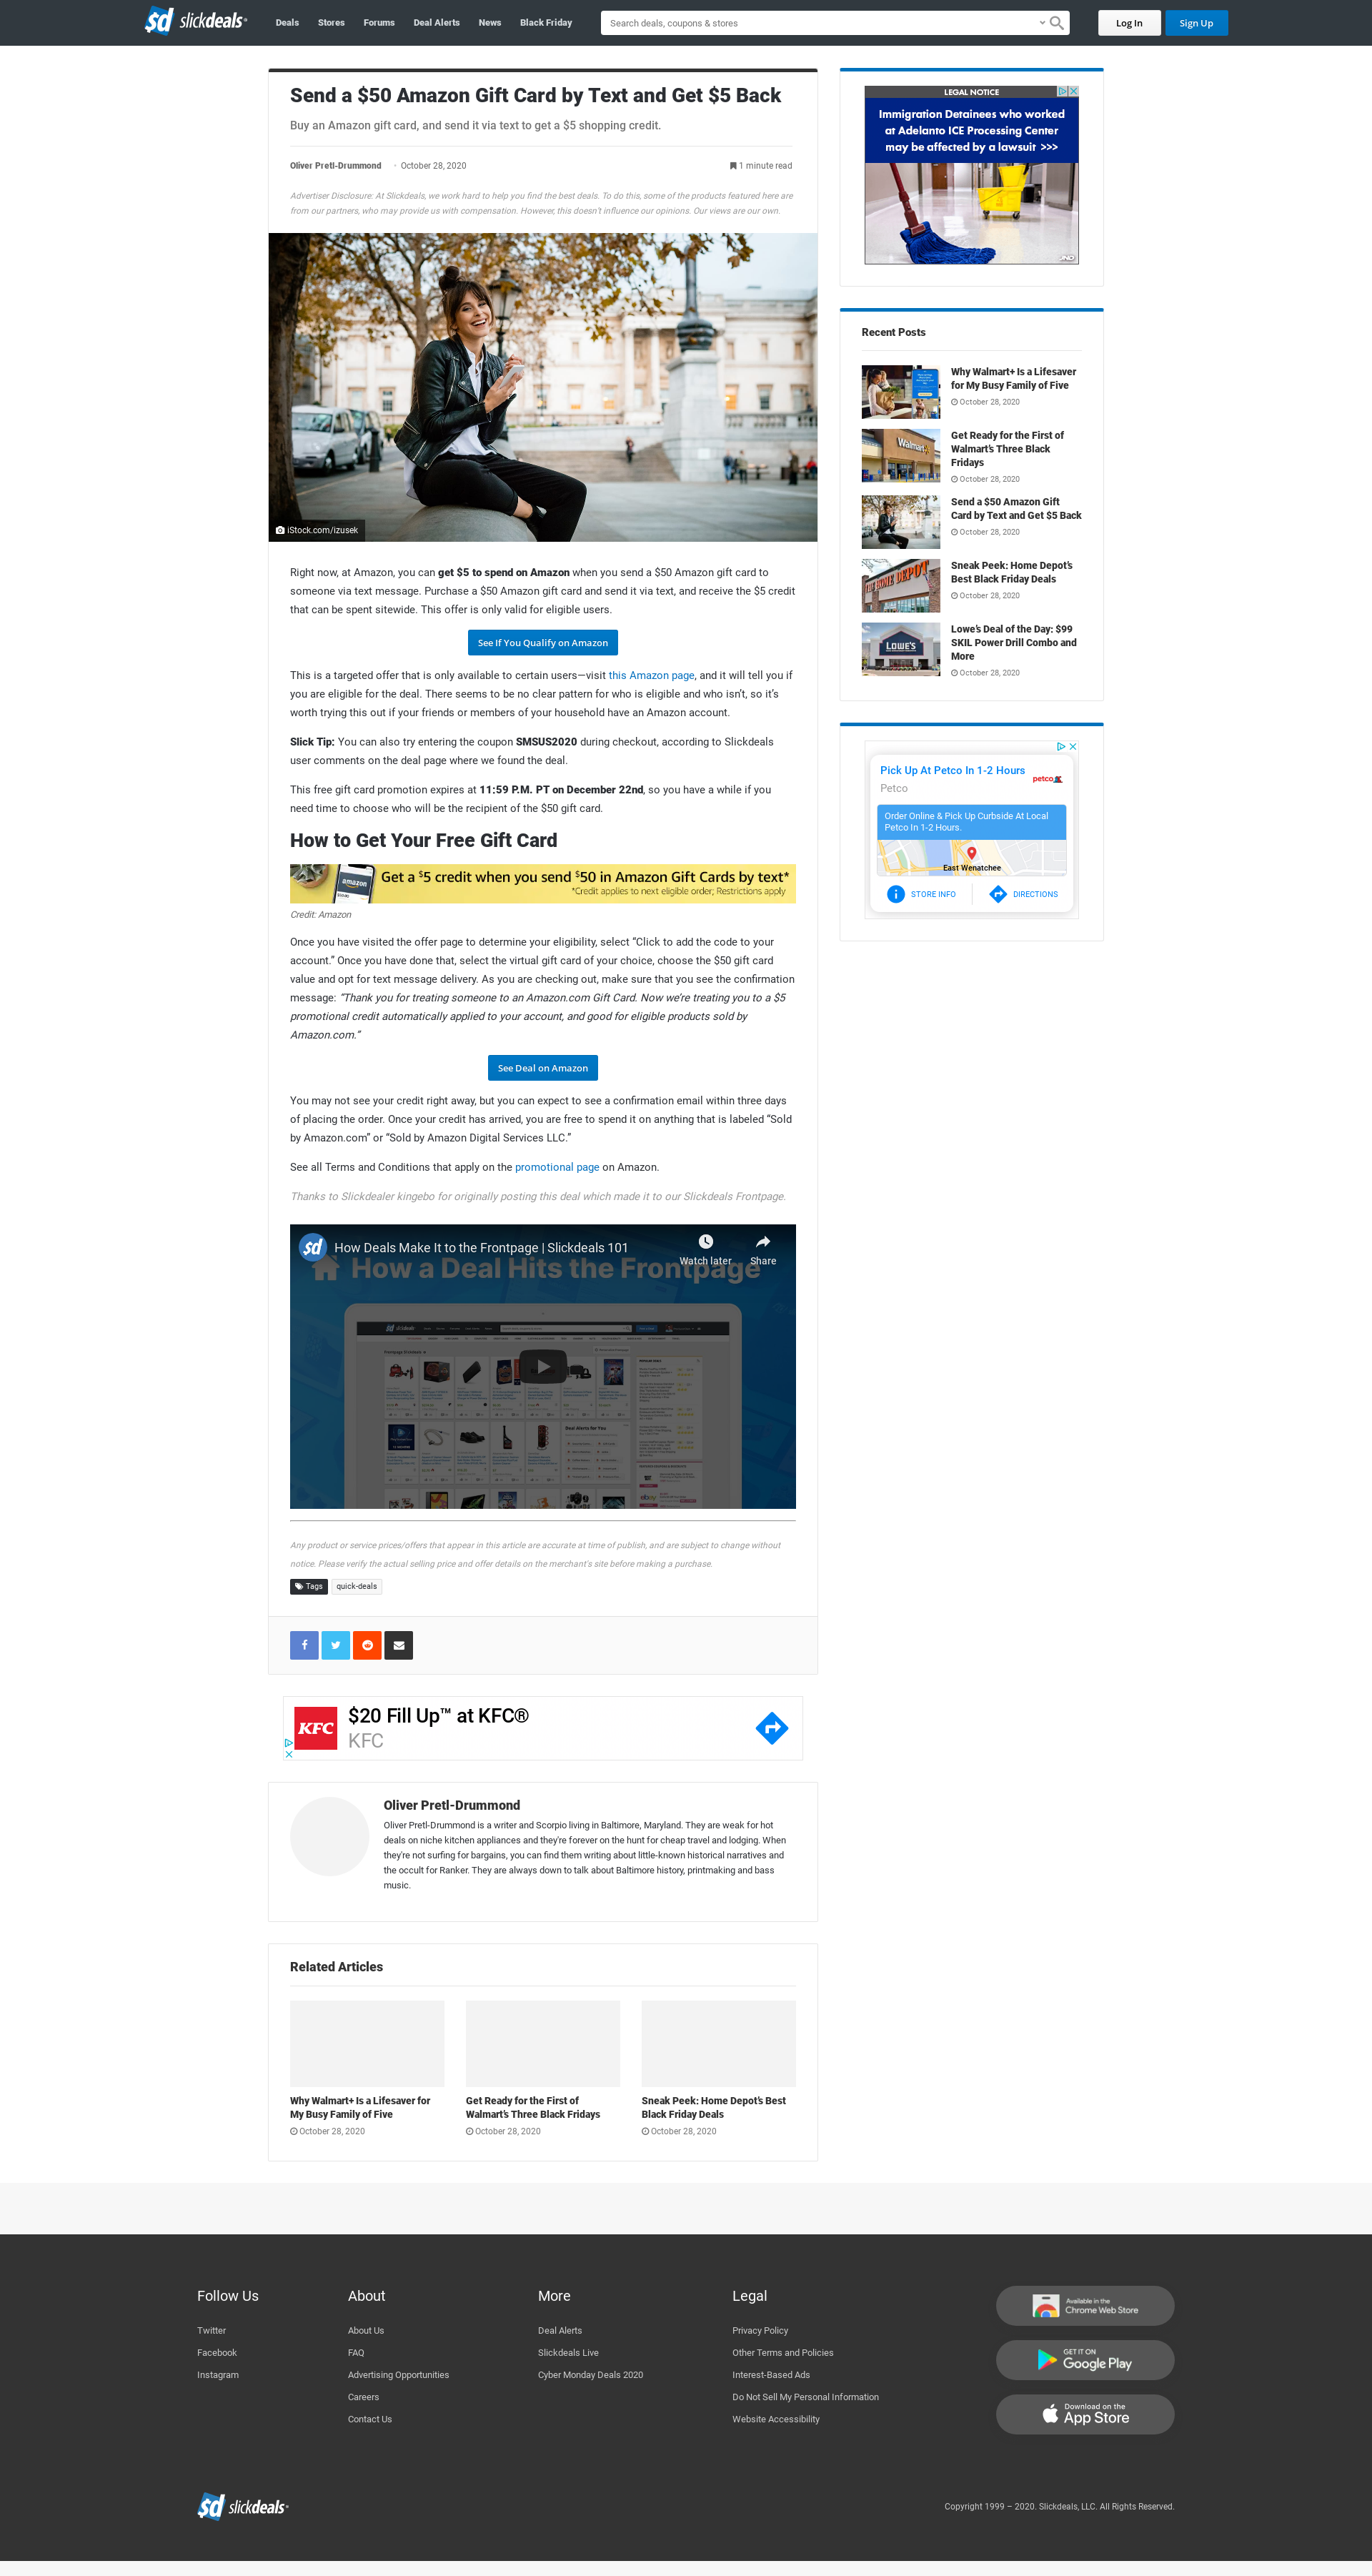 sd slickdeals
Deals
Stores
Forums
Deal Alerts
News
Black Friday
Search deals, coupons & stores
Log In
Sign Up
Send a $50 Amazon Gift Card by Text and Get $5 Back
Buy an Amazon gift card, and send it via text to get a $5 shopping credit.
Oliver Pretl-Drummond
October 28, 2020
1 minute read
Advertiser Disclosure: At Slickdeals, we work hard to help you find the best deals. To do this, some of the products featured here are
from our partners, who may provide us with compensation. However, this doesn't influence our opinions. Our views are our own.
iStock.com/izusek
Right now, at Amazon, you can get $5 to spend on Amazon when you send a $50 Amazon gift card to
someone via text message. Purchase a $50 Amazon gift card and send it via text, and receive the $5 credit
that can be spent sitewide. This offer is only valid for eligible users.
See If You Qualify on Amazon
This is a targeted offer that is only available to certain users—visit this Amazon page, and it will tell you if
you are eligible for the deal. There seems to be no clear pattern for who is eligible and who isn't, so it's
worth trying this out if your friends or members of your household have an Amazon account.
Slick Tip: You can also try entering the coupon SMSUS2020 during checkout, according to Slickdeals
user comments on the deal page where we found the deal.
This free gift card promotion expires at 11:59 P.M. PT on December 22nd, so you have a while if you
need time to choose who will be the recipient of the $50 gift card.
How to Get Your Free Gift Card
amazon
Get a $5 credit when you send $50 in Amazon Gift Cards by text*
*Credit applies to next eligible order; Restrictions apply
Credit: Amazon
Once you have visited the offer page to determine your eligibility, select “Click to add the code to your
account.” Once you have done that, select the virtual gift card of your choice, choose the $50 gift card
value and opt for text message delivery. As you are checking out, make sure that you see the confirmation
message: “Thank you for treating someone to an Amazon.com Gift Card. Now we're treating you to a $5
promotional credit automatically applied to your account, and good for eligible products sold by
Amazon.com.”
See Deal on Amazon
You may not see your credit right away, but you can expect to see a confirmation email within three days
of placing the order. Once your credit has arrived, you are free to spend it on anything that is labeled “Sold
by Amazon.com” or “Sold by Amazon Digital Services LLC.”
See all Terms and Conditions that apply on the promotional page on Amazon.
Thanks to Slickdealer kingebo for originally posting this deal which made it to our Slickdeals Frontpage.
sd
How Deals Make It to the Frontpage | Slickdeals 101
Watch later
Share
How a Deal Hits the Frontpage
Any product or service prices/offers that appear in this article are accurate at time of publish, and are subject to change without
notice. Please verify the actual selling price and offer details on the merchant's site before making a purchase.
Tags
quick-deals
KFC
$20 Fill Up™ at KFC®
KFC
Oliver Pretl-Drummond
Oliver Pretl-Drummond is a writer and Scorpio living in Baltimore, Maryland. They are weak for hot
deals on niche kitchen appliances and they're forever on the hunt for cheap travel and lodging. When
they're not surfing for bargains, you can find them writing about little-known historical narratives and
the occult for Ranker. They are always down to talk about Baltimore history, printmaking and bass
music.
Related Articles
Why Walmart+ Is a Lifesaver for
My Busy Family of Five
October 28, 2020
Get Ready for the First of
Walmart's Three Black Fridays
October 28, 2020
Sneak Peek: Home Depot's Best
Black Friday Deals
October 28, 2020
LEGAL NOTICE
Immigration Detainees who worked
at Adelanto ICE Processing Center
may be affected by a lawsuit >>>
JND
Recent Posts
Why Walmart+ Is a Lifesaver
for My Busy Family of Five
October 28, 2020
Walmart
Get Ready for the First of
Walmart's Three Black
Fridays
October 28, 2020
Send a $50 Amazon Gift
Card by Text and Get $5 Back
October 28, 2020
THE HOME DEPOT
Sneak Peek: Home Depot's
Best Black Friday Deals
October 28, 2020
LOWE'S
Lowe's Deal of the Day: $99
SKIL Power Drill Combo and
More
October 28, 2020
Pick Up At Petco In 1-2 Hours
Petco
petco
Order Online & Pick Up Curbside At Local
Petco In 1-2 Hours.
East Wenatchee
STORE INFO
DIRECTIONS
Follow Us
Twitter
Facebook
Instagram
About
About Us
FAQ
Advertising Opportunities
Careers
Contact Us
More
Deal Alerts
Slickdeals Live
Cyber Monday Deals 2020
Legal
Privacy Policy
Other Terms and Policies
Interest-Based Ads
Do Not Sell My Personal Information
Website Accessibility
Available in the
Chrome Web Store
GET IT ON
Google Play
Download on the
App Store
sd slickdeals
Copyright 1999 – 2020. Slickdeals, LLC. All Rights Reserved.